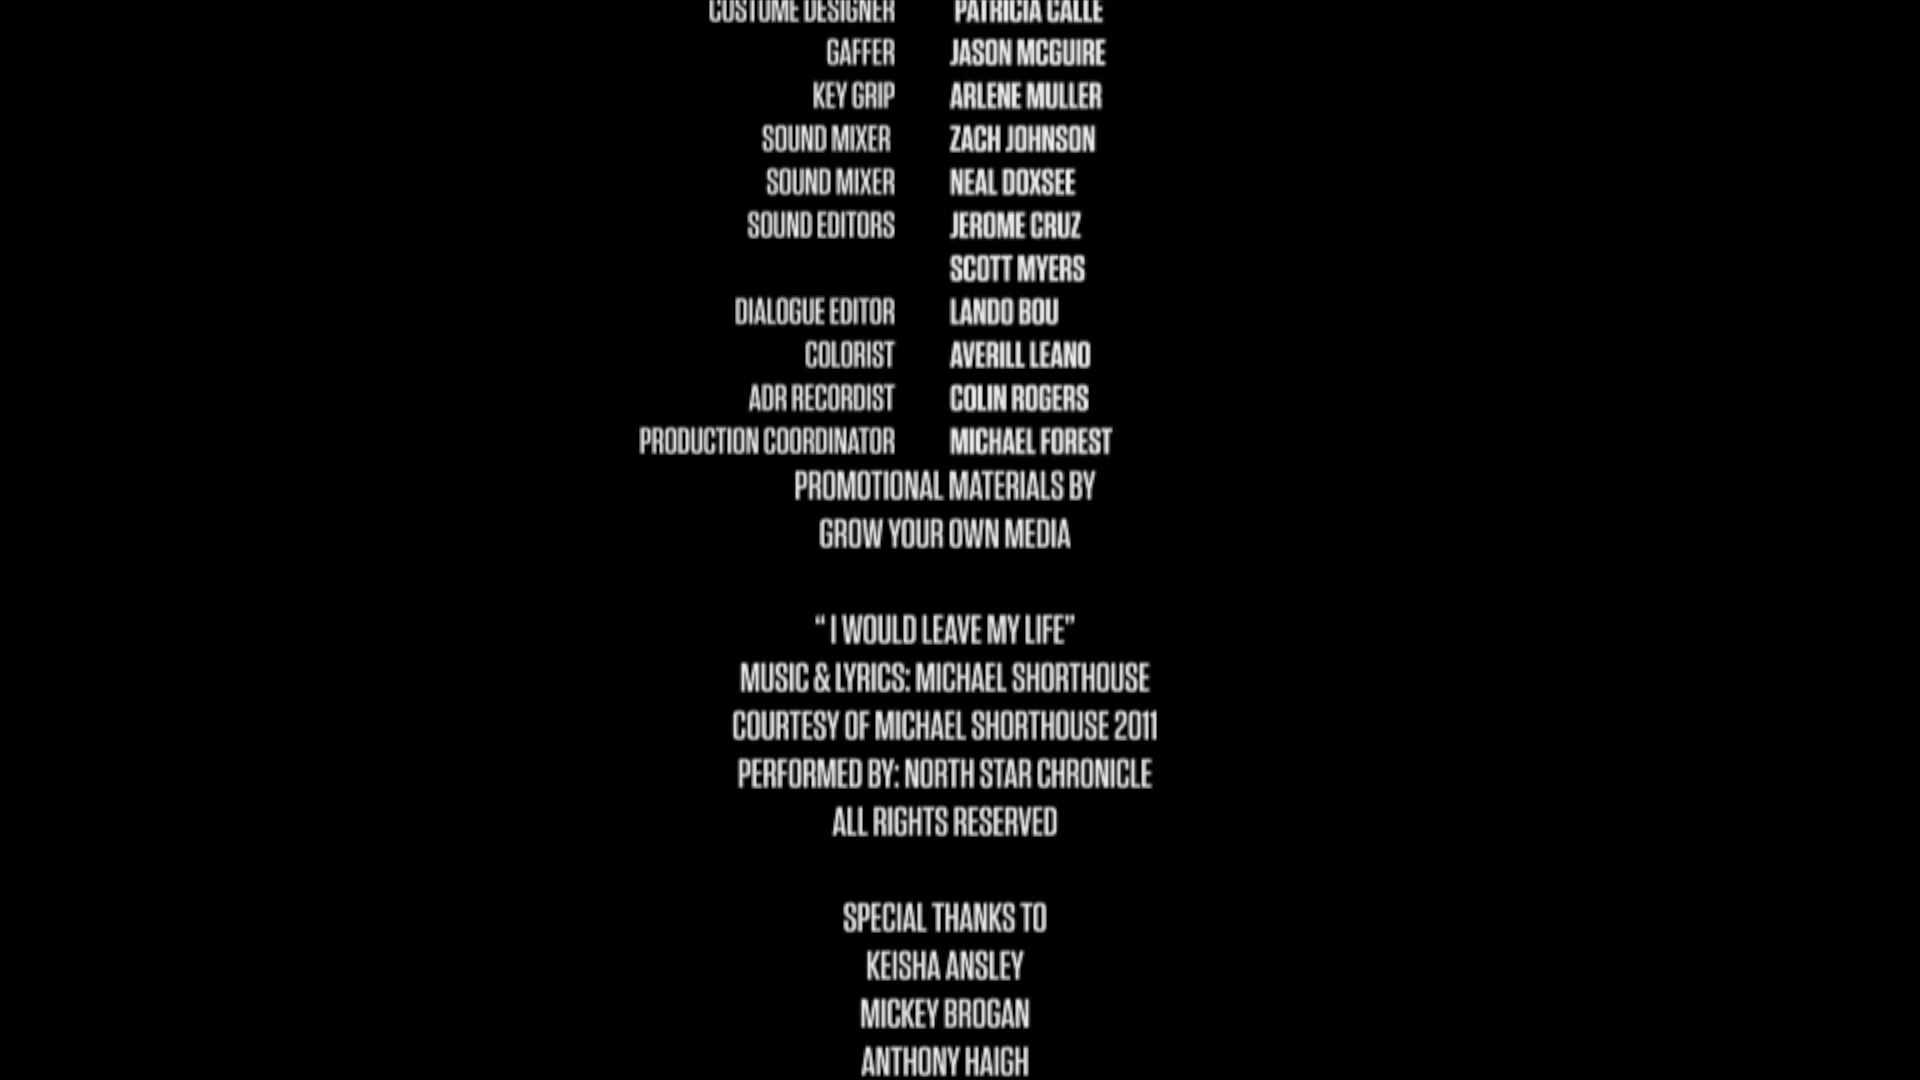 COSTUME DESIGNER PATRICIA CALLE
GAFFER JASON MCGUIRE
KEY GRIP ARLENE MULLER
SOUND MIXER ZACH JOHNSON
SOUND MIXER NEAL DOXSEE
SOUND EDITORS JEROME CRUZ
SCOTT MYERS
DIALOGUE EDITOR LANDO BOU
COLORIST AVERILL LEANO
ADR RECORDIST COLIN ROGERS
PRODUCTION COORDINATOR MICHAEL FOREST
PROMOTIONAL MATERIALS BY
GROW YOUR OWN MEDIA
“ I WOULD LEAVE MY LIFE”
MUSIC & LYRICS: MICHAEL SHORTHOUSE
COURTESY OF MICHAEL SHORTHOUSE 2011
PERFORMED BY: NORTH STAR CHRONICLE
ALL RIGHTS RESERVED
SPECIAL THANKS TO
KEISHA ANSLEY
MICKEY BROGAN
ANTHONY HAIGH